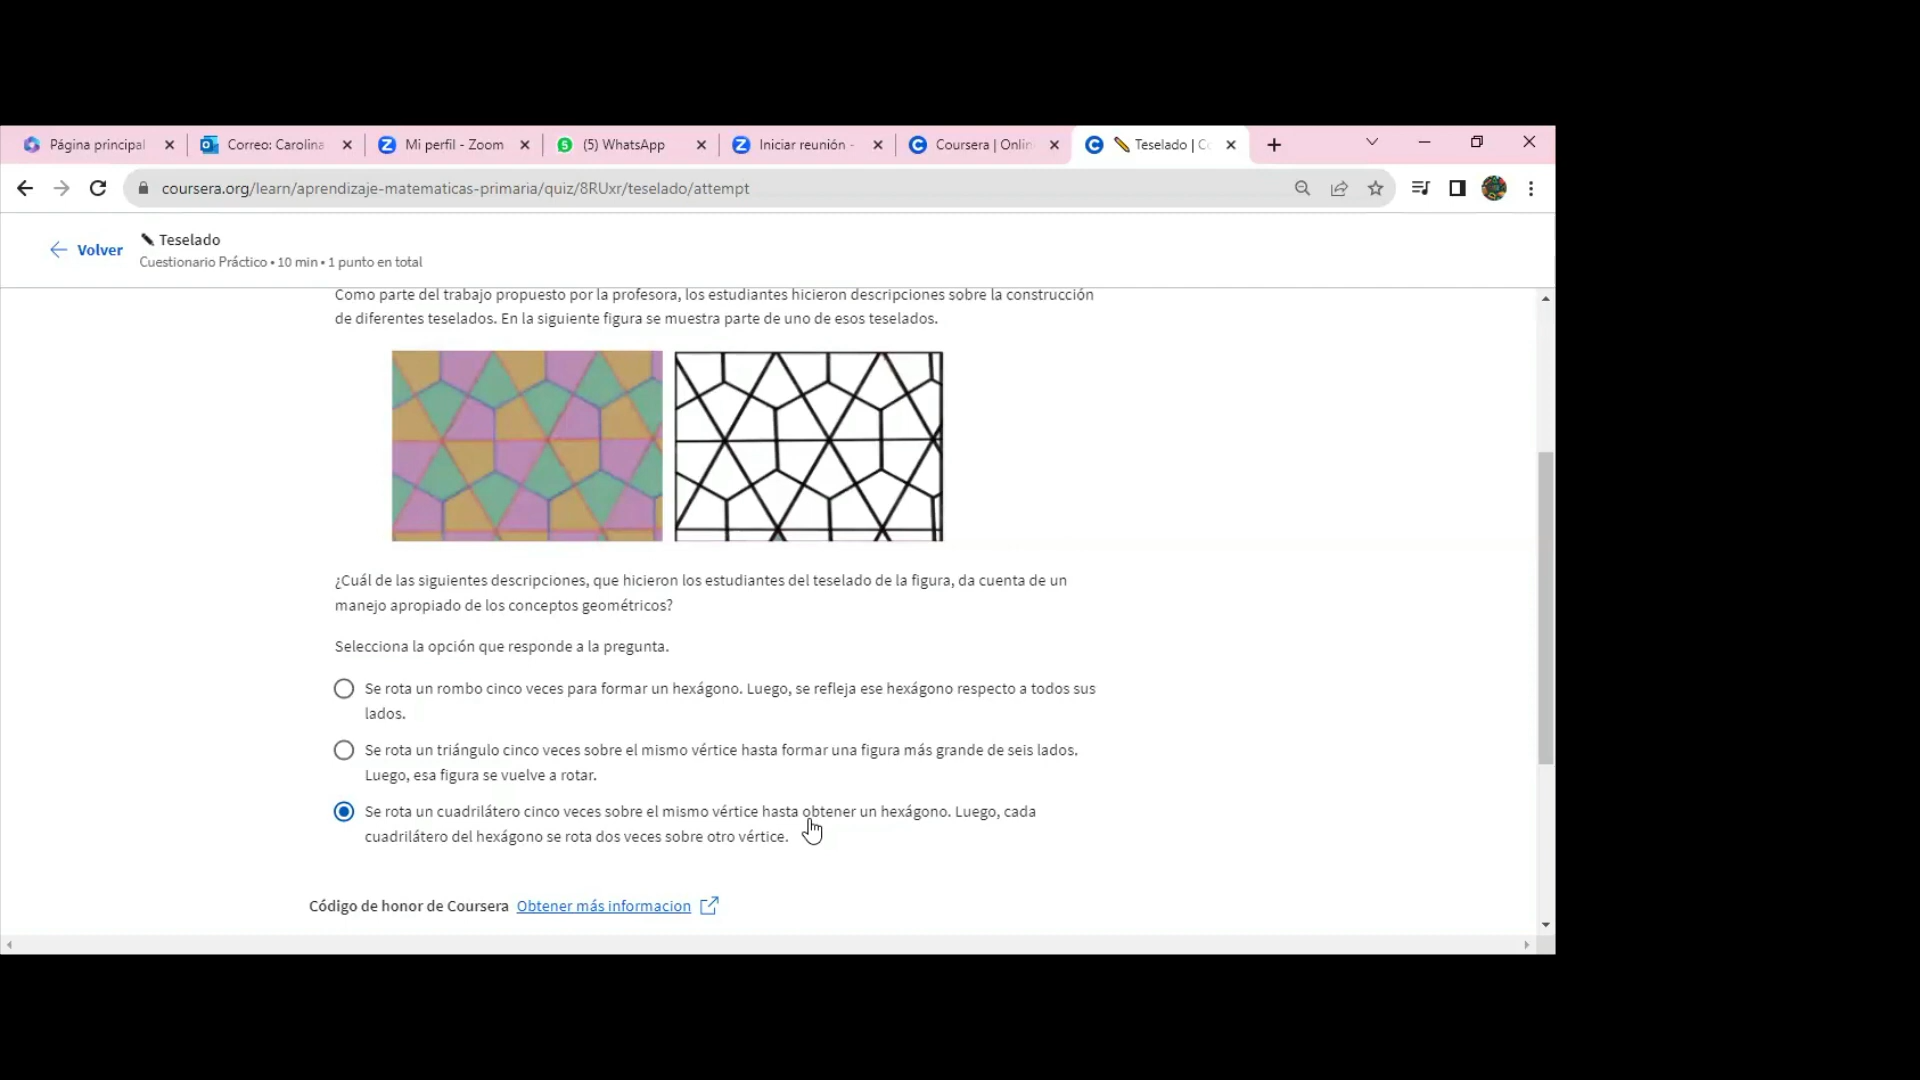 Página principal
Correo: Carolina
Mi perfil - Zoom
(5) WhatsApp
Iniciar reunión -
Coursera | Onlin
Teselado | Co
coursera.org/learn/aprendizaje-matematicas-primaria/quiz/8RUxr/teselado/attempt
Volver
Teselado
Cuestionario Práctico • 10 min • 1 punto en total
Como parte del trabajo propuesto por la profesora, los estudiantes hicieron descripciones sobre la construcción
de diferentes teselados. En la siguiente figura se muestra parte de uno de esos teselados.
¿Cuál de las siguientes descripciones, que hicieron los estudiantes del teselado de la figura, da cuenta de un
manejo apropiado de los conceptos geométricos?
Selecciona la opción que responde a la pregunta.
Se rota un rombo cinco veces para formar un hexágono. Luego, se refleja ese hexágono respecto a todos sus
lados.
Se rota un triángulo cinco veces sobre el mismo vértice hasta formar una figura más grande de seis lados.
Luego, esa figura se vuelve a rotar.
Se rota un cuadrilátero cinco veces sobre el mismo vértice hasta obtener un hexágono. Luego, cada
cuadrilátero del hexágono se rota dos veces sobre otro vértice.
Código de honor de Coursera Obtener más informacion